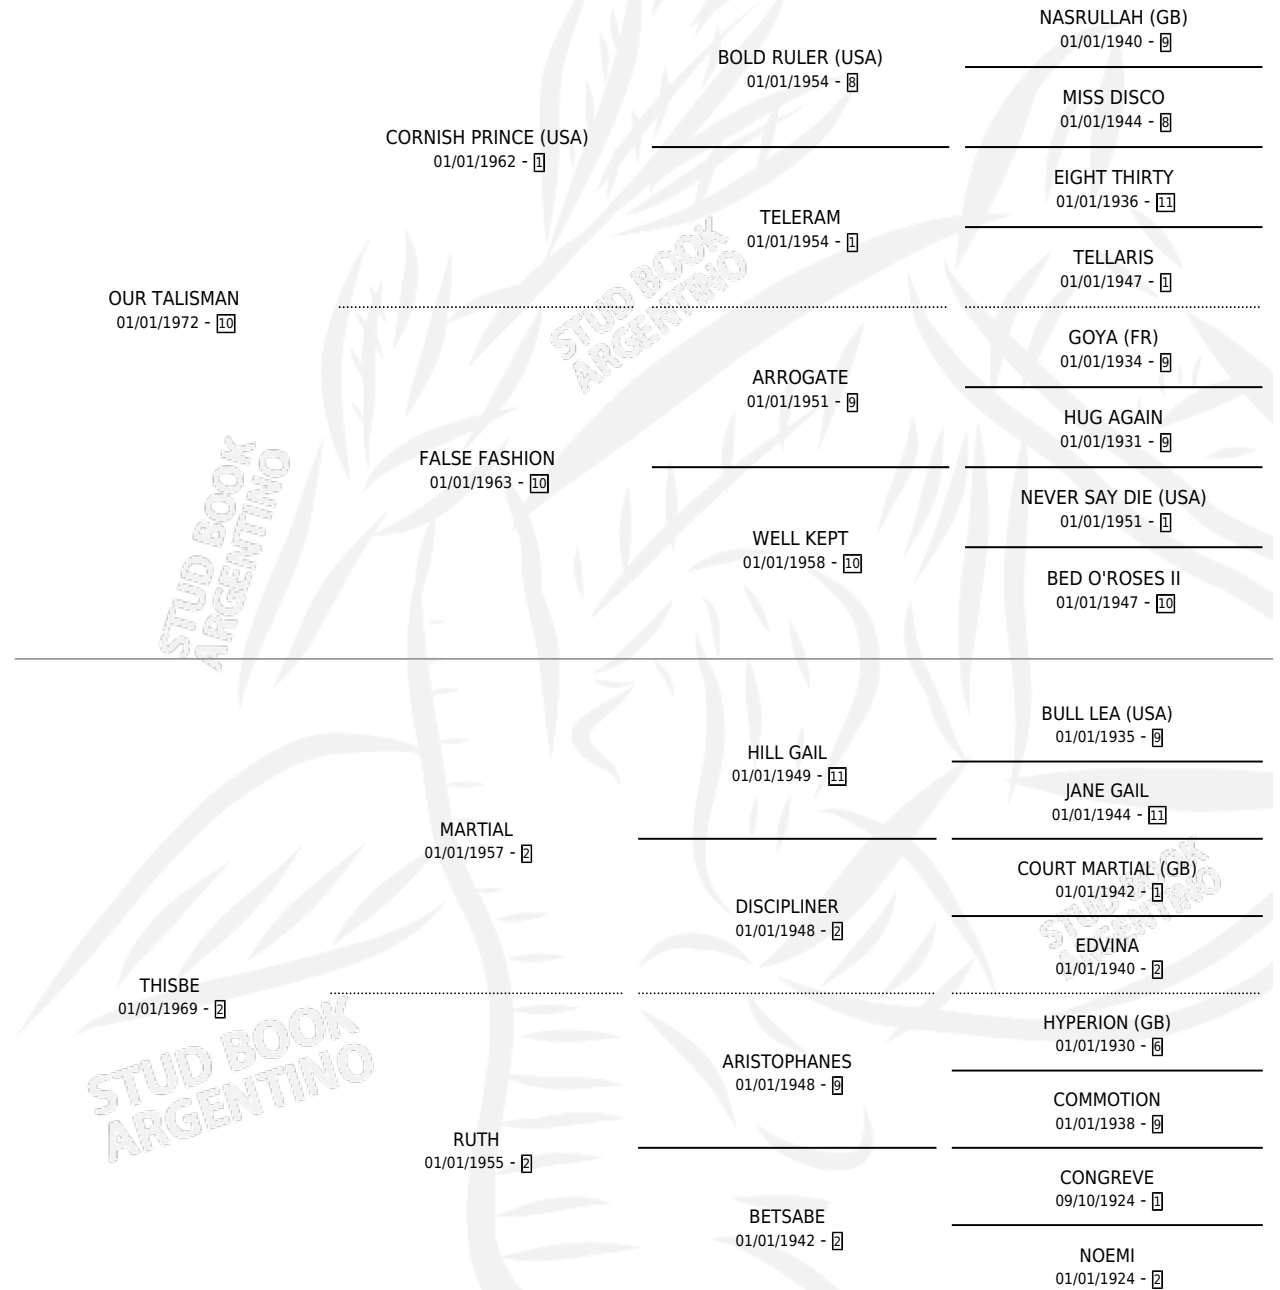 NASRULLAH (GB)
01/01/1940 - 9
BOLD RULER (USA)
01/01/1954 - 8
MISS DISCO
01/01/1944 - 8
CORNISH PRINCE (USA)
01/01/1962 - 1
EIGHT THIRTY
01/01/1936 - 11
TELERAM
01/01/1954 - 1
TELLARIS
01/01/1947 - 1
OUR TALISMAN
01/01/1972 - 10
GOYA (FR)
01/01/1934 - 9
ARROGATE
01/01/1951 - 9
HUG AGAIN
01/01/1931 - 9
FALSE FASHION
01/01/1963 - 10
NEVER SAY DIE (USA)
01/01/1951 - 1
WELL KEPT
01/01/1958 - 10
BED O'ROSES II
01/01/1947 - 10
BULL LEA (USA)
01/01/1935 - 9
HILL GAIL
01/01/1949 - 11
JANE GAIL
01/01/1944 - 11
MARTIAL
01/01/1957 - 2
COURT MARTIAL (GB)
01/01/1942 - 1
DISCIPLINER
01/01/1948 - 2
EDVINA
01/01/1940 - 2
THISBE
01/01/1969 - 2
HYPERION (GB)
01/01/1930 - 6
ARISTOPHANES
01/01/1948 - 9
COMMOTION
01/01/1938 - 9
RUTH
01/01/1955 - 2
CONGREVE
09/10/1924 - 1
BETSABE
01/01/1942 - 2
NOEMI
01/01/1924 - 2
STUD BOOK
ARGENTINO
STUD BOOK
ARGENTINO
STUD BOOK
ARGENTINO
STUD BOOK
ARGENTINO